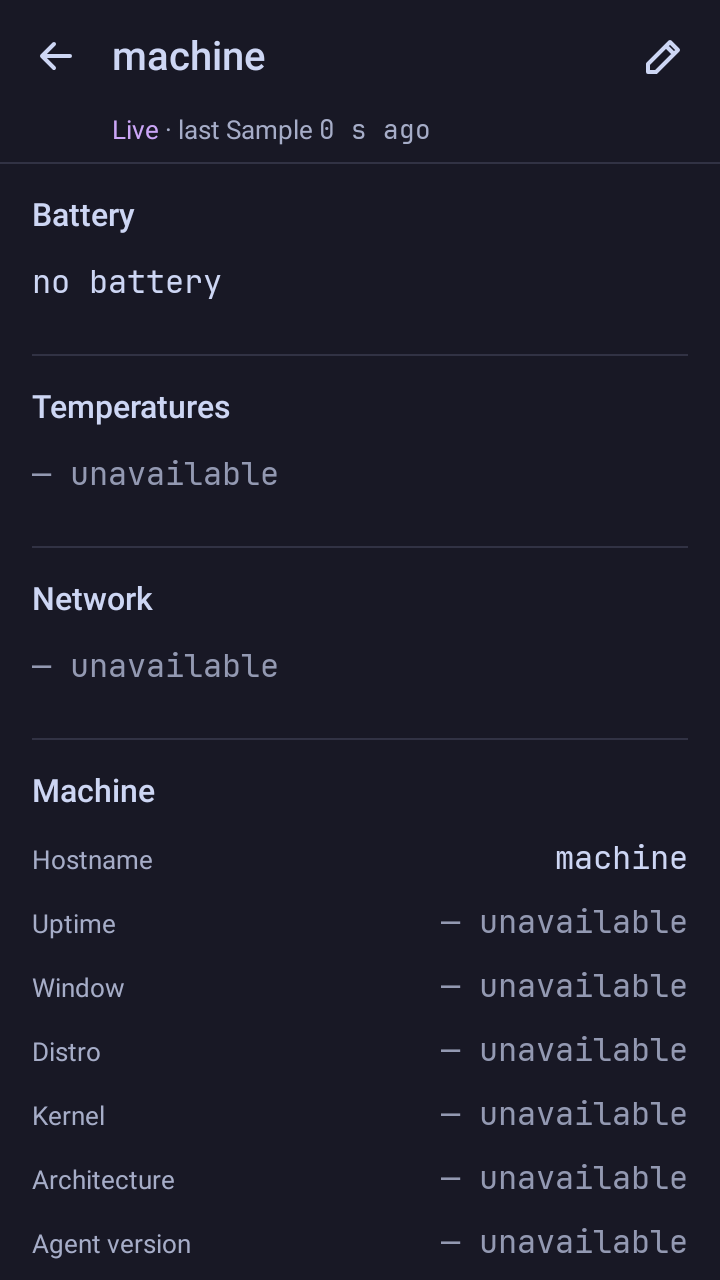 machine
Live · last Sample 0 s ago
Battery
no battery
Temperatures
— unavailable
Network
— unavailable
Machine
Hostname machine
Uptime — unavailable
Window — unavailable
Distro — unavailable
Kernel — unavailable
Architecture — unavailable
Agent version — unavailable